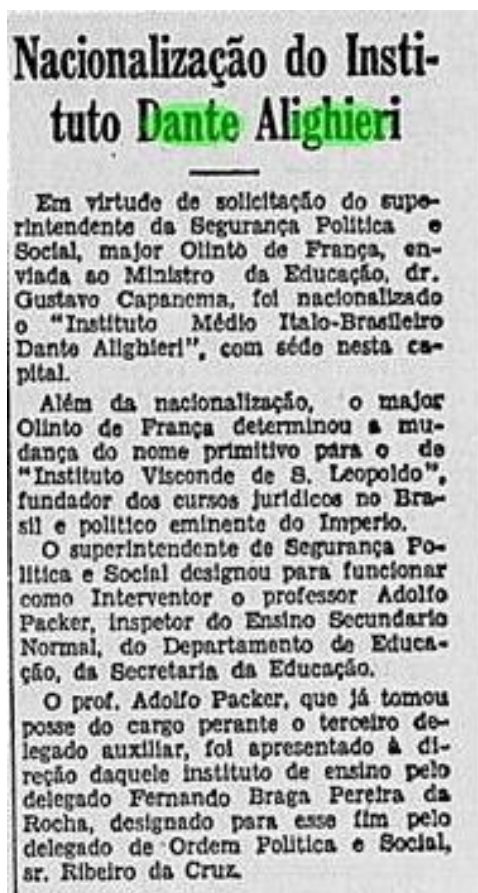 Nacionalização do Insti-
tuto Dante Alighieri
Em virtude de solicitação do supe-
rintendente da Segurança Politica e
Social, major Olinto de França, en-
viada ao Ministro da Educação, dr.
Gustavo Capanema, foi nacionalizado
o "Instituto Médio Italo-Brasileiro
Dante Alighieri", com séde nesta ca-
pital.
Além da nacionalização, o major
Olinto de França determinou a mu-
dança do nome primitivo para o de
"Instituto Visconde de S. Leopoldo",
fundador dos cursos juridicos no Bra-
sil e politico eminente do Imperio.
O superintendente de Segurança Po-
litica e Social designou para funcionar
como Interventor o professor Adolfo
Packer, inspetor do Ensino Secundario
Normal, do Departamento de Educa-
ção, da Secretaria da Educação.
O prof. Adolfo Packer, que já tomou
posse do cargo perante o terceiro de-
legado auxiliar, foi apresentado à di-
reção daquele instituto de ensino pelo
delegado Fernando Braga Pereira da
Rocha, designado para esse fim pelo
delegado de Ordem Politica e Social,
sr. Ribeiro da Cruz.